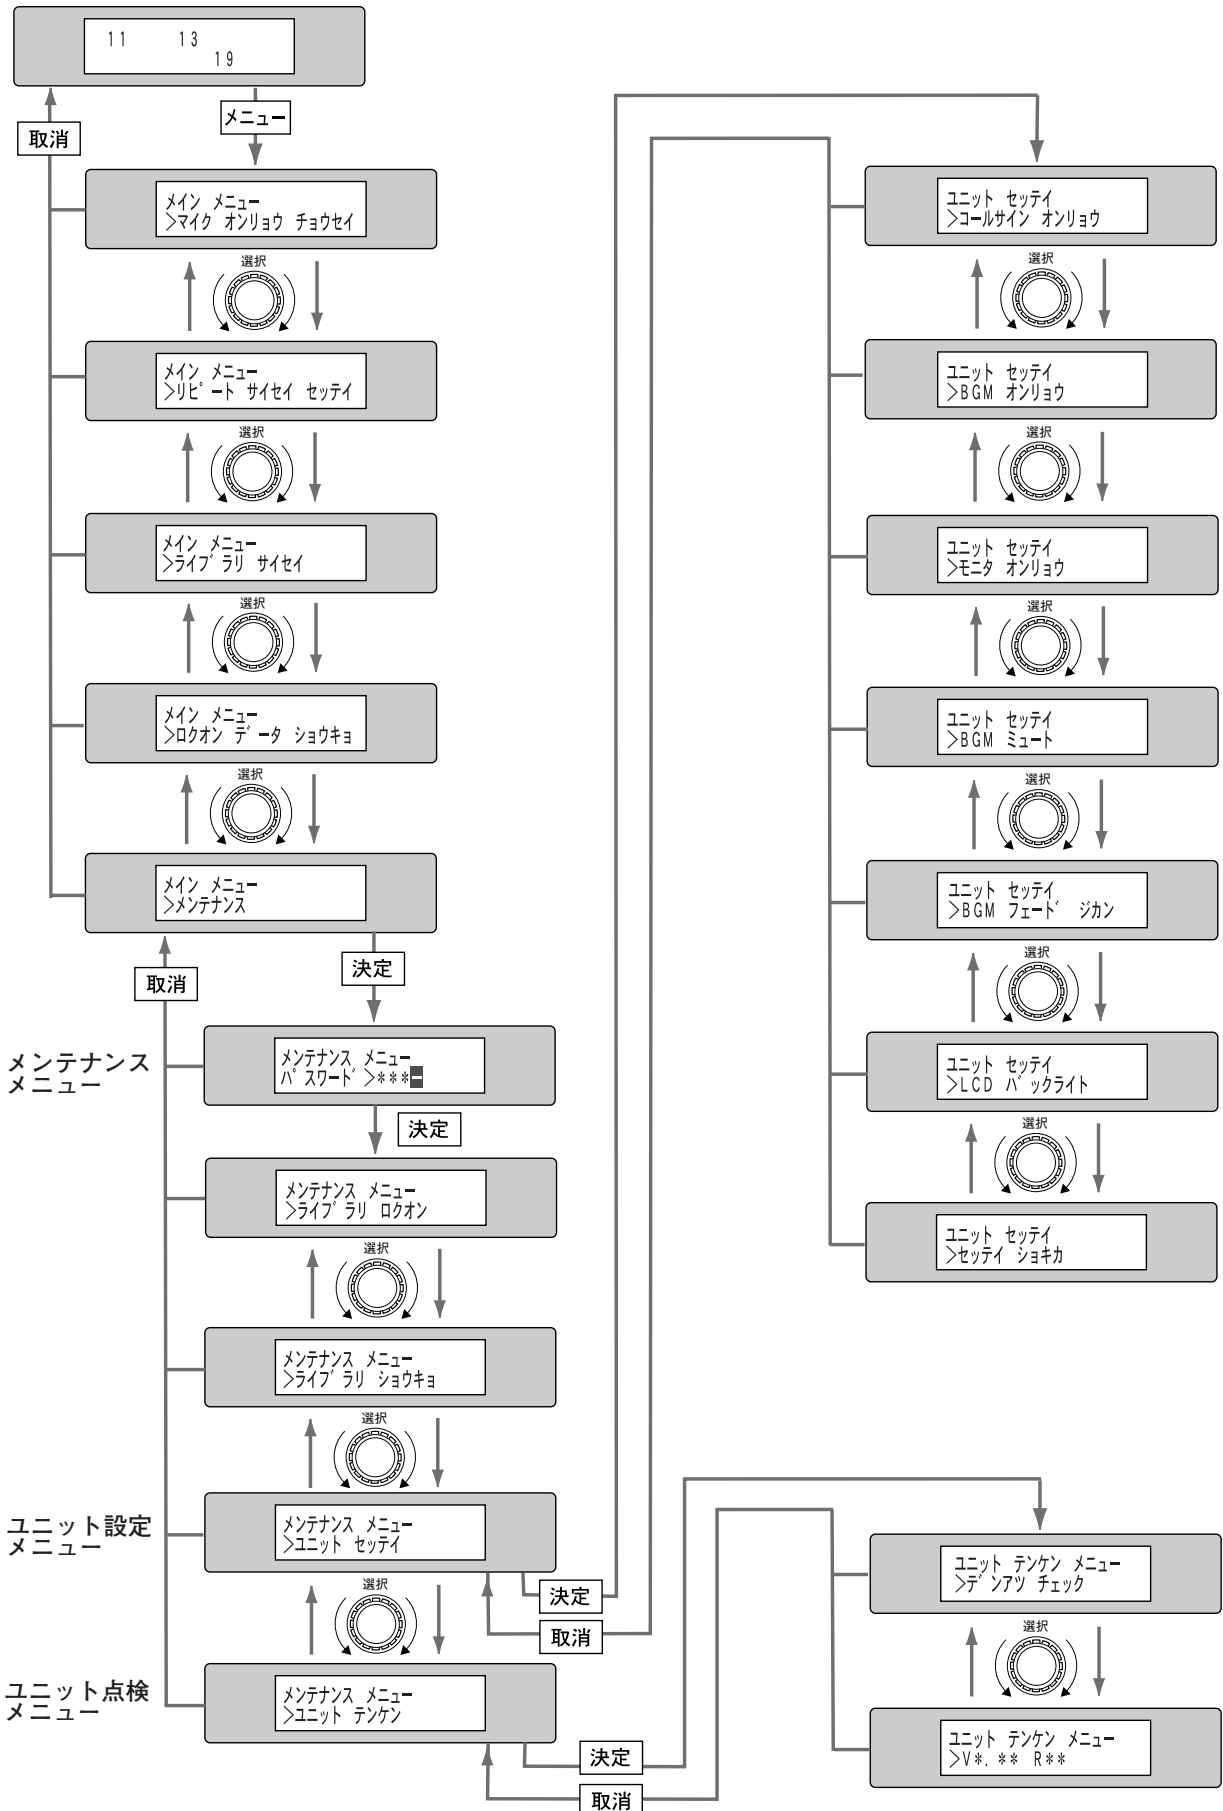 11 13
19
メニュー
取消
メイン メニュー
>マイク オンリョウ チョウセイ
選択
メイン メニュー
>リピート サイセイ セッテイ
選択
メイン メニュー
>ライブラリ サイセイ
選択
メイン メニュー
>ロクオン データ ショウキョ
選択
メイン メニュー
>メンテナンス
取消
決定
メンテナンス
メニュー
メンテナンス メニュー
パスワード>***-
決定
メンテナンス メニュー
>ライブラリ ロクオン
選択
メンテナンス メニュー
>ライブラリ ショウキョ
選択
ユニット設定
メニュー
メンテナンス メニュー
>ユニット セッテイ
決定
取消
選択
ユニット点検
メニュー
メンテナンス メニュー
>ユニット テンケン
決定
取消
ユニット セッテイ
>コールサイン オンリョウ
選択
ユニット セッテイ
>BGM オンリョウ
選択
ユニット セッテイ
>モニタ オンリョウ
選択
ユニット セッテイ
>BGM ミュート
選択
ユニット セッテイ
>BGM フェード ジカン
選択
ユニット セッテイ
>LCD バックライト
選択
ユニット セッテイ
>セッテイ ショキカ
ユニット テンケン メニュー
>デンアツ チェック
選択
ユニット テンケン メニュー
>V*.** R**